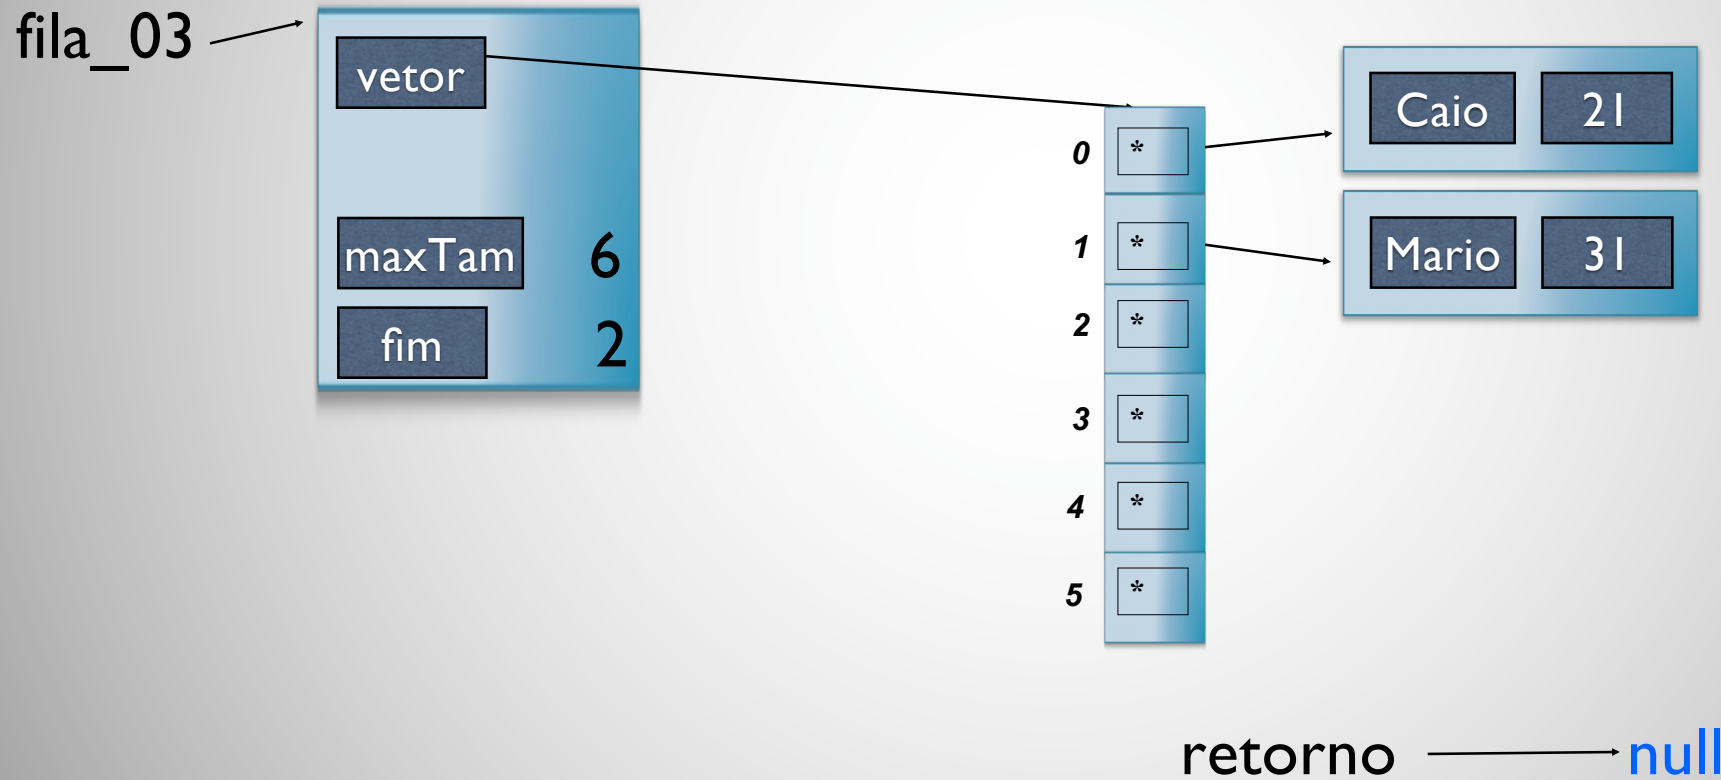 fila_03
vetor
maxTam 6
fim 2
0 *
1 *
2 *
3 *
4 *
5 *
Caio 21
Mario 31
retorno null